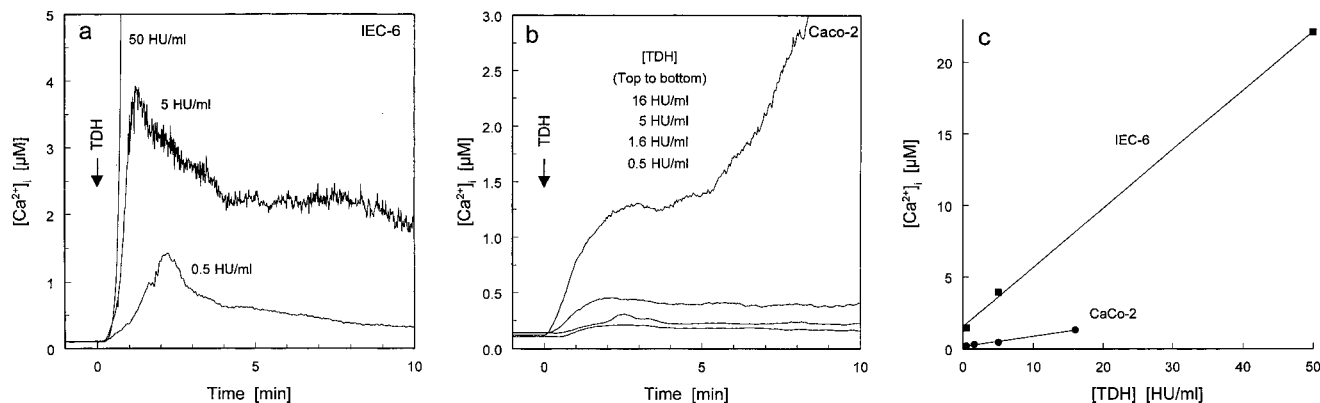 a
IEC-6
50 HU/ml
5 HU/ml
0.5 HU/ml
TDH
[Ca²⁺]ᵢ [µM]
5
4
3
2
1
0
0
5
10
Time [min]
b
Caco-2
[TDH]
(Top to bottom)
16 HU/ml
5 HU/ml
1.6 HU/ml
0.5 HU/ml
TDH
[Ca²⁺]ᵢ [µM]
3.0
2.5
2.0
1.5
1.0
0.5
0.0
0
5
10
Time [min]
c
IEC-6
CaCo-2
[Ca²⁺]ᵢ [µM]
20
15
10
5
0
0
10
20
30
40
50
[TDH] [HU/ml]